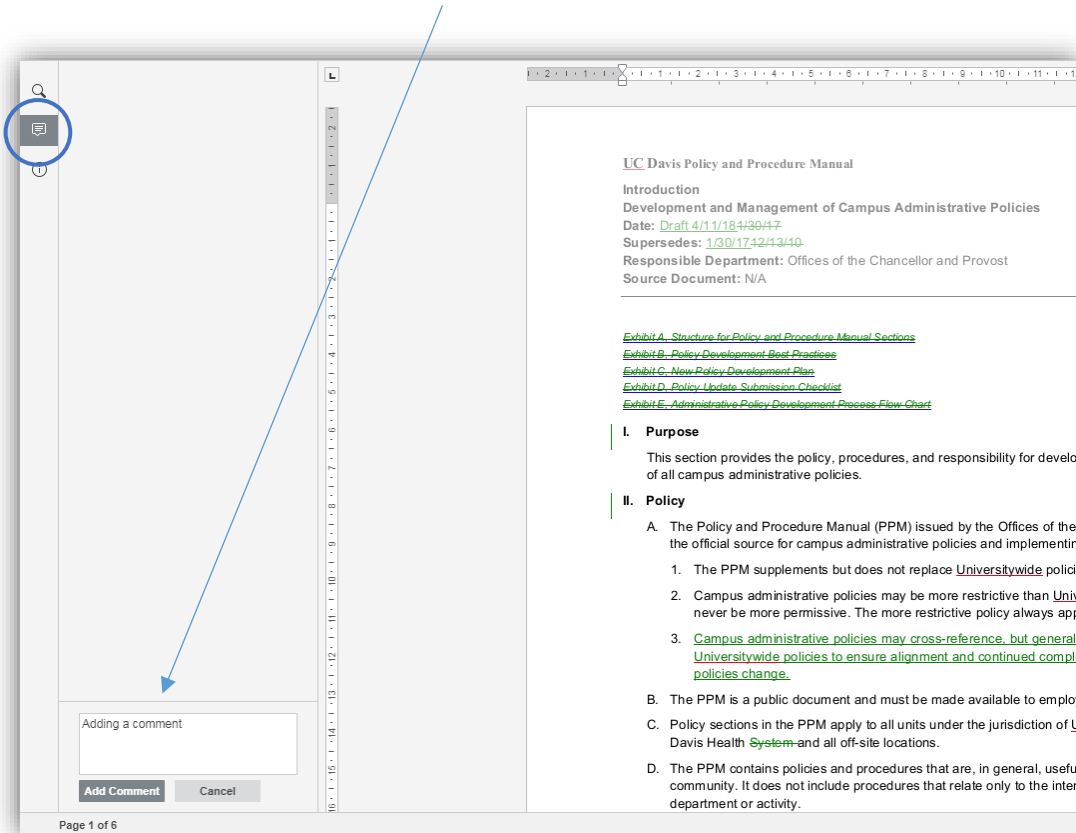 UC Davis Policy and Procedure Manual
Introduction
Development and Management of Campus Administrative Policies
Date: Draft 4/11/181/30/17
Supersedes: 1/30/1712/13/10
Responsible Department: Offices of the Chancellor and Provost
Source Document: N/A
Exhibit A, Structure for Policy and Procedure Manual Sections
Exhibit B, Policy Development Best Practices
Exhibit C, New Policy Development Plan
Exhibit D, Policy Update Submission Checklist
Exhibit E, Administrative Policy Development Process Flow Chart
I. Purpose
This section provides the policy, procedures, and responsibility for develo
of all campus administrative policies.
II. Policy
A. The Policy and Procedure Manual (PPM) issued by the Offices of the
the official source for campus administrative policies and implementin
1. The PPM supplements but does not replace Universitywide polici
2. Campus administrative policies may be more restrictive than Univ
never be more permissive. The more restrictive policy always app
3. Campus administrative policies may cross-reference, but general
Universitywide policies to ensure alignment and continued compli
policies change.
B. The PPM is a public document and must be made available to emplo
C. Policy sections in the PPM apply to all units under the jurisdiction of U
Davis Health System and all off-site locations.
D. The PPM contains policies and procedures that are, in general, usefu
community. It does not include procedures that relate only to the inter
department or activity.
Adding a comment
Add Comment Cancel
Page 1 of 6